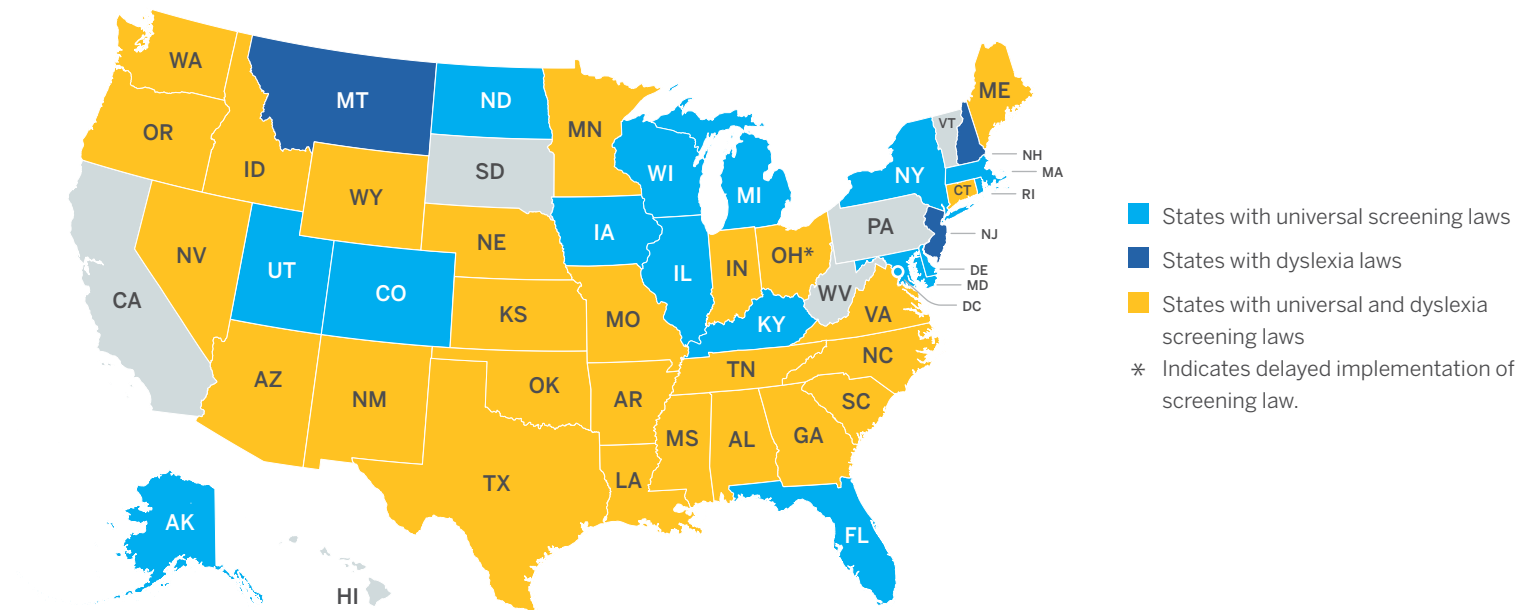 WA
MT
ND
MN
ME
OR
ID
SD
WI
MI
VT
NH
MA
NY
CT
RI
WY
NV
NE
IA
PA
NJ
UT
CO
IL
IN
OH*
DE
MD
DC
CA
KS
MO
KY
WV
VA
AZ
NM
OK
AR
TN
NC
SC
MS
AL
GA
TX
LA
AK
FL
HI
States with universal screening laws
States with dyslexia laws
States with universal and dyslexia
screening laws
* Indicates delayed implementation of
screening law.